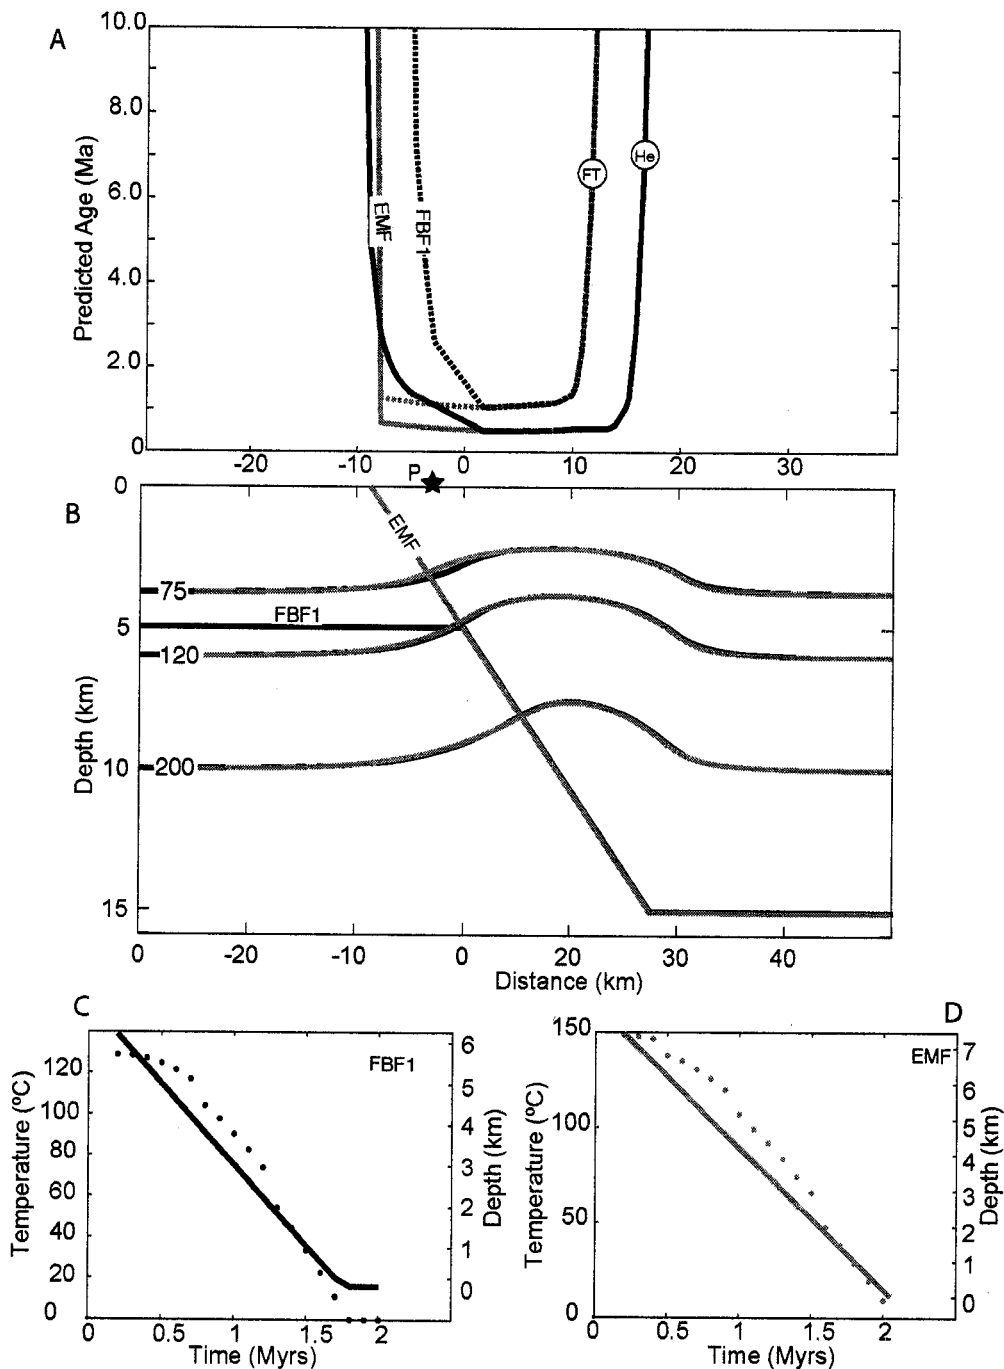 A
10.0
8.0
6.0
4.0
2.0
0
Predicted Age (Ma)
EMF
FBF1
FT
He
-20 -10 0 10 20 30
P
B
0
5
10
15
Depth (km)
EMF
75
FBF1
120
200
0 -20 -10 0 20 30 40
Distance (km)
C
FBF1
120
100
80
60
40
20
0
Temperature (ºC)
6
5
4
3
2
1
0
Depth (km)
0 0.5 1 1.5 2
Time (Myrs)
D
EMF
150
100
50
0
Temperature (ºC)
7
6
5
4
3
2
1
0
Depth (km)
0 0.5 1 1.5 2
Time (Myrs)